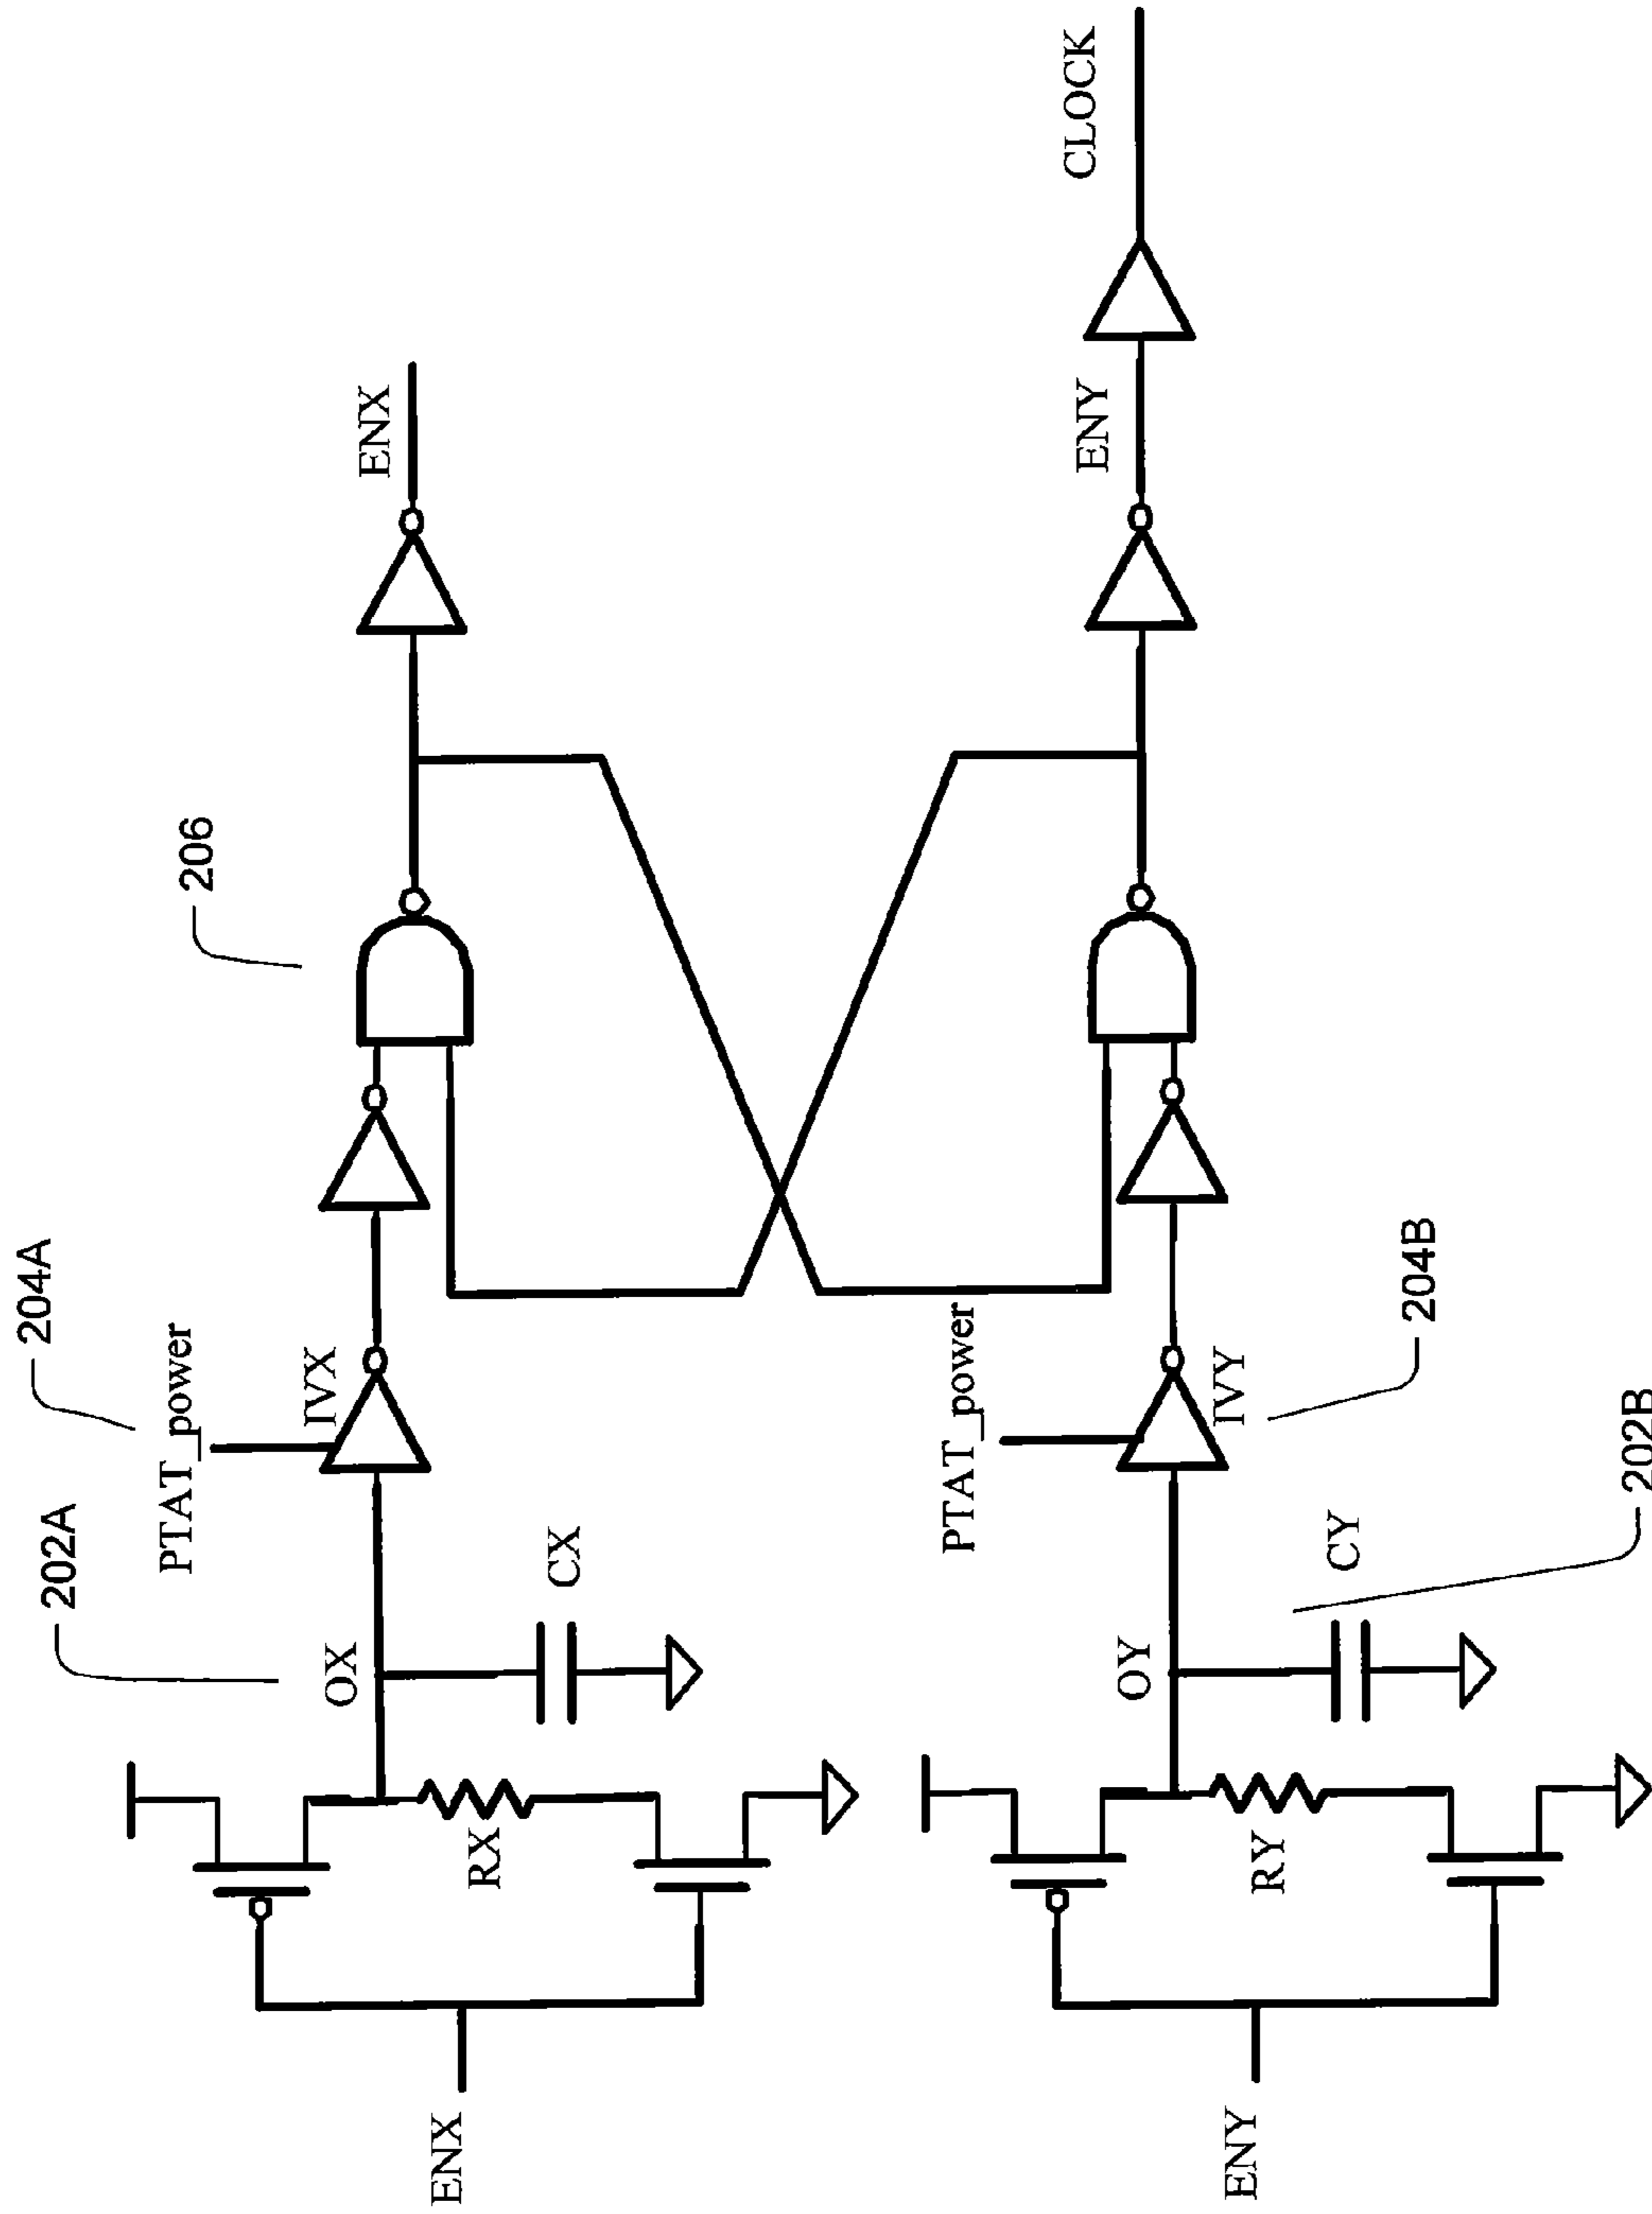 204A
206
202A
PTAT_power
ENX
IVX
OX
CX
RX
ENX
PTAT_power
CLOCK
ENY
IVY
OY
CY
RY
ENY
204B
202B